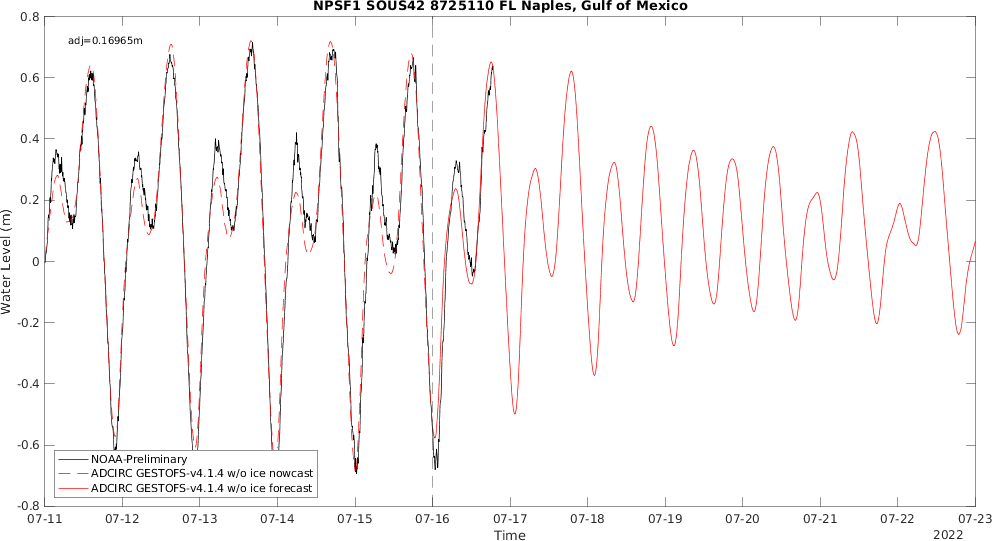 NPSF1 SOUS42 8725110 FL Naples, Gulf of Mexico
adj=0.16965m
0.8
0.6
0.4
0.2
0
-0.2
-0.4
-0.6
-0.8
Water Level (m)
NOAA-Preliminary
ADCIRC GESTOFS-v4.1.4 w/o ice nowcast
ADCIRC GESTOFS-v4.1.4 w/o ice forecast
07-11 07-12 07-13 07-14 07-15 07-16 07-17 07-18 07-19 07-20 07-21 07-22 07-23
Time
2022